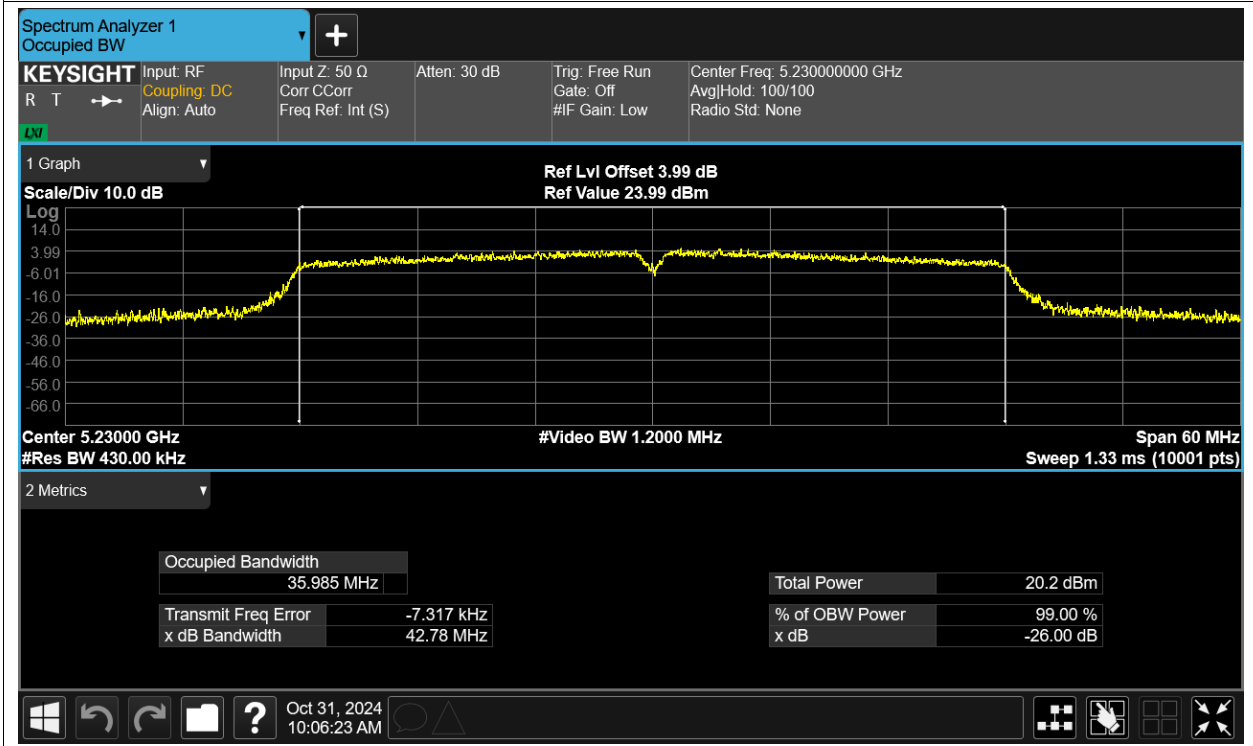 Spectrum Analyzer 1
Occupied BW
KEYSIGHT
R T
LXI
Input: RF
Coupling: DC
Align: Auto
Input Z: 50 Ω
Corr CCorr
Freq Ref: Int (S)
Atten: 30 dB
Trig: Free Run
Gate: Off
#IF Gain: Low
Center Freq: 5.230000000 GHz
Avg|Hold: 100/100
Radio Std: None
1 Graph
Scale/Div 10.0 dB
Ref Lvl Offset 3.99 dB
Ref Value 23.99 dBm
Log
14.0
3.99
-6.01
-16.0
-26.0
-36.0
-46.0
-56.0
-66.0
Center 5.23000 GHz
#Video BW 1.2000 MHz
Span 60 MHz
#Res BW 430.00 kHz
Sweep 1.33 ms (10001 pts)
2 Metrics
Occupied Bandwidth
35.985 MHz
Total Power 20.2 dBm
Transmit Freq Error -7.317 kHz
% of OBW Power 99.00 %
x dB Bandwidth 42.78 MHz
x dB -26.00 dB
?
Oct 31, 2024
10:06:23 AM